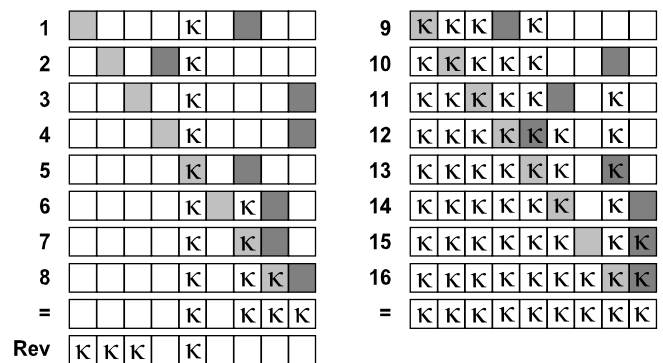 1 κ
2 κ
3 κ
4 κ
5 κ
6 κ κ
7 κ κ
8 κ κ κ
= κ κ κ κ
Rev κ κ κ κ
9 κ κ κ κ
10 κ κ κ κ κ
11 κ κ κ κ κ κ
12 κ κ κ κ κ κ κ
13 κ κ κ κ κ κ κ
14 κ κ κ κ κ κ κ
15 κ κ κ κ κ κ κ κ
16 κ κ κ κ κ κ κ κ κ
= κ κ κ κ κ κ κ κ κ